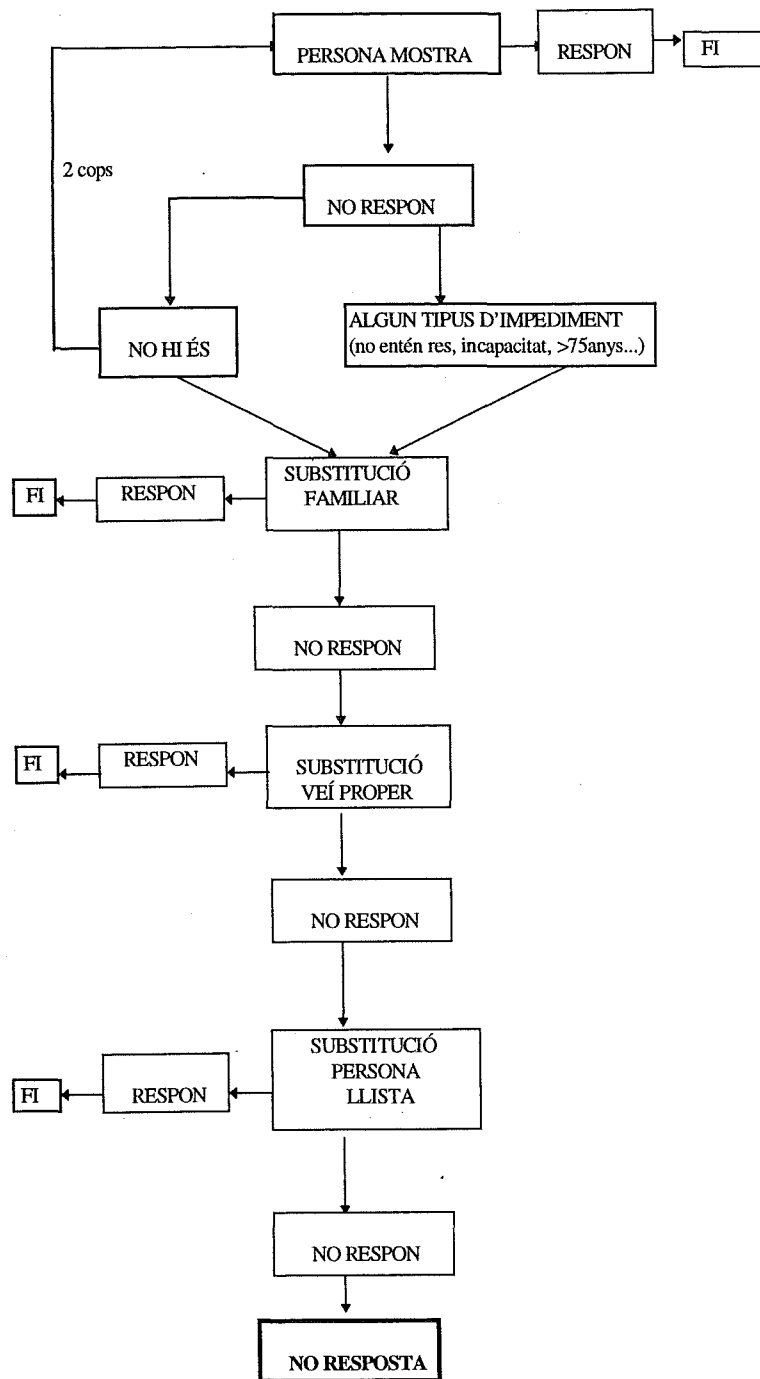 PERSONA MOSTRA
RESPON
FI
2 cops
NO RESPON
NO HI ÉS
ALGUN TIPUS D'IMPEDIMENT
(no entén res, incapacitat, >75anys...)
SUBSTITUCIÓ
FAMILIAR
RESPON
FI
NO RESPON
SUBSTITUCIÓ
VEÍ PROPER
RESPON
FI
NO RESPON
SUBSTITUCIÓ
PERSONA
LLISTA
RESPON
FI
NO RESPON
NO RESPOSTA